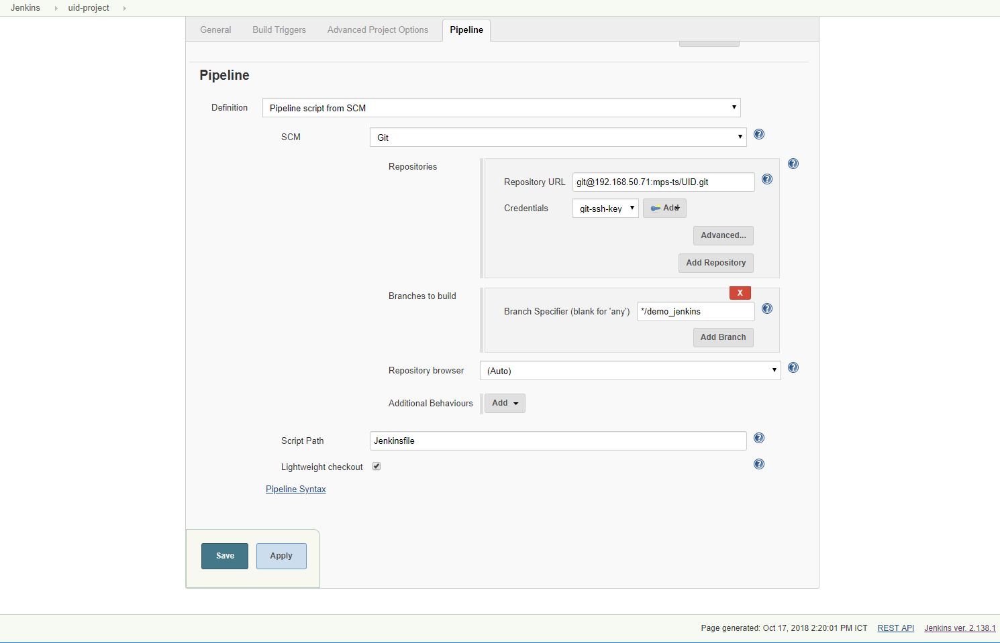 Jenkins uid-project
General Build Triggers Advanced Project Options Pipeline
Pipeline
Definition Pipeline script from SCM
SCM Git
Repositories
Repository URL git@192.168.50.71:mps-ts/UID.git
Credentials git-ssh-key Add
Advanced...
Add Repository
Branches to build
X
Branch Specifier (blank for 'any') */demo_jenkins
Add Branch
Repository browser (Auto)
Additional Behaviours Add
Script Path Jenkinsfile
Lightweight checkout
Pipeline Syntax
Save Apply
Page generated: Oct 17, 2018 2:20:01 PM ICT REST API Jenkins ver. 2.138.1